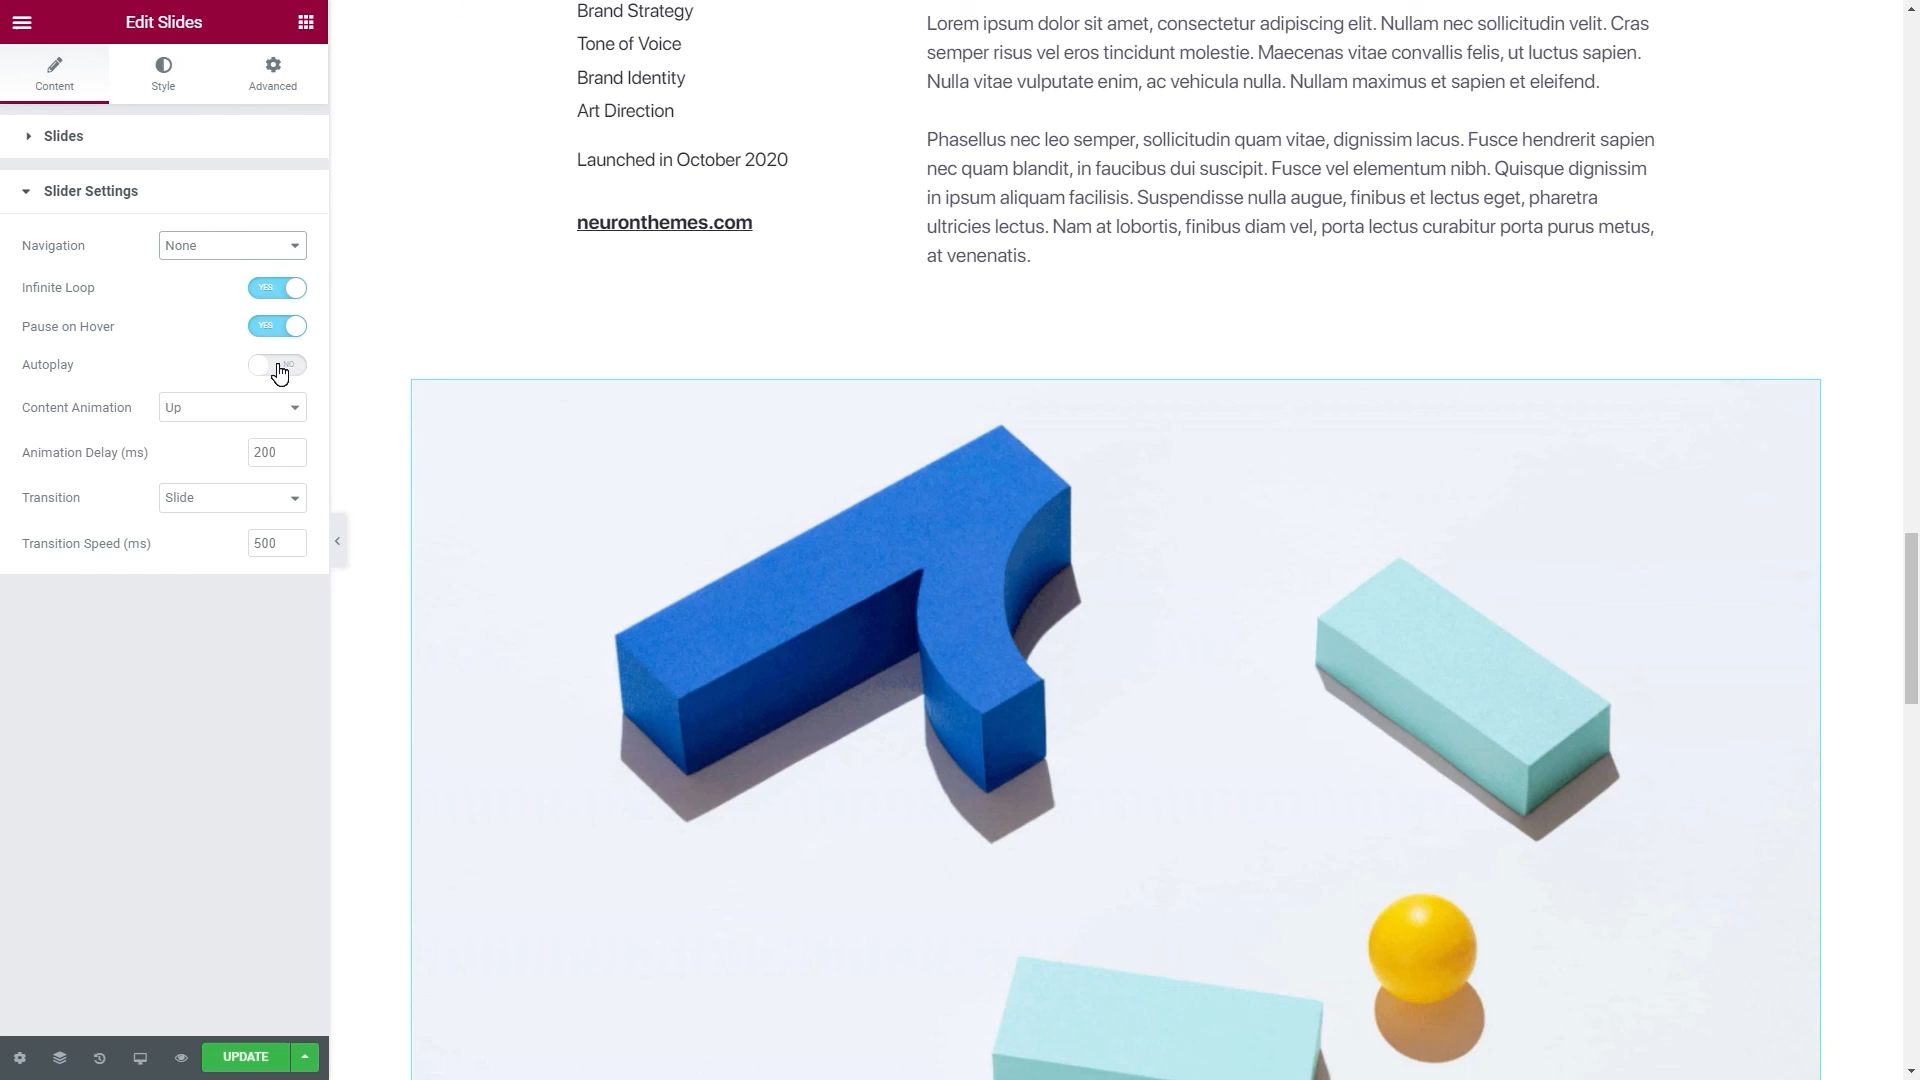 Edit Slides
Content
Style
Advanced
Slides
Slider Settings
Navigation
None
Infinite Loop
YES
Pause on Hover
YES
Autoplay
NO
Content Animation
Up
Animation Delay (ms)
200
Transition
Slide
Transition Speed (ms)
500
UPDATE
Brand Strategy
Tone of Voice
Brand Identity
Art Direction
Launched in October 2020
neuronthemes.com
Lorem ipsum dolor sit amet, consectetur adipiscing elit. Nullam nec sollicitudin velit. Cras
semper risus vel eros tincidunt molestie. Maecenas vitae convallis felis, ut luctus sapien.
Nulla vitae vulputate enim, ac vehicula nulla. Nullam maximus et sapien et eleifend.
Phasellus nec leo semper, sollicitudin quam vitae, dignissim lacus. Fusce hendrerit sapien
nec quam blandit, in faucibus dui suscipit. Fusce vel elementum nibh. Quisque dignissim
in ipsum aliquam facilisis. Suspendisse nulla augue, finibus et lectus eget, pharetra
ultricies lectus. Nam at lobortis, finibus diam vel, porta lectus curabitur porta purus metus,
at venenatis.